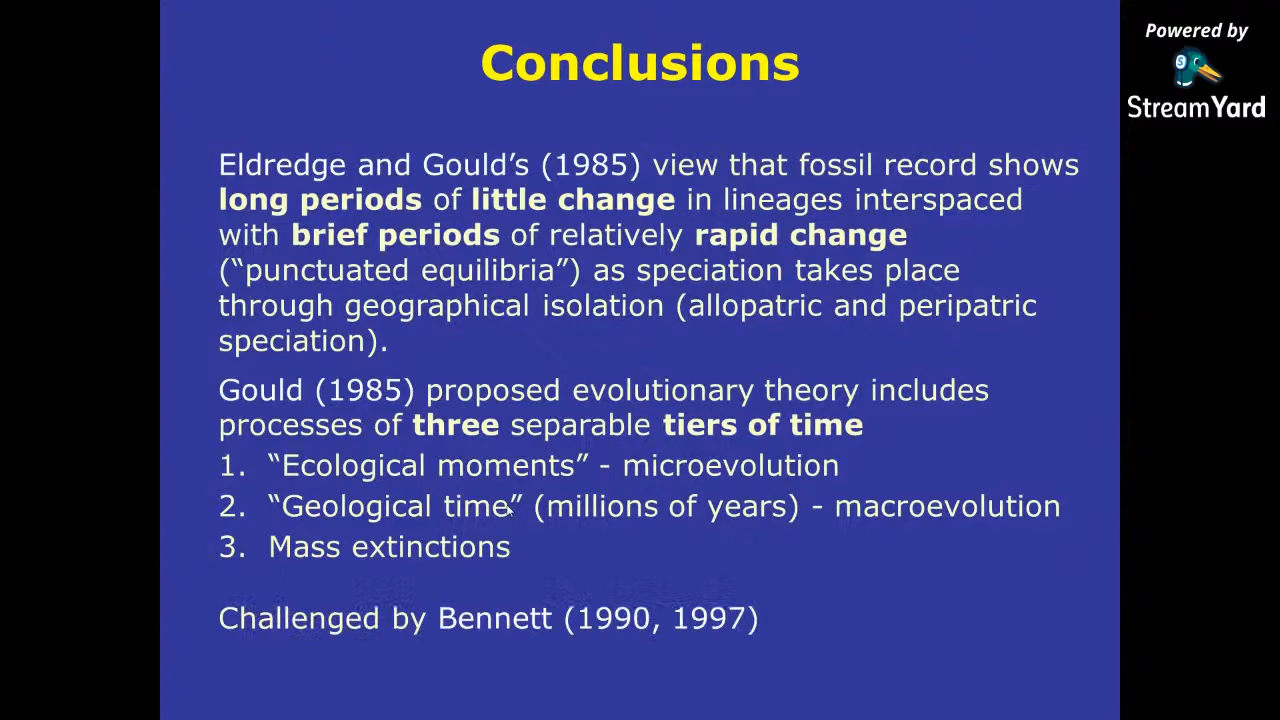 Conclusions
Powered by
StreamYard
Eldredge and Gould’s (1985) view that fossil record shows
long periods of little change in lineages interspaced
with brief periods of relatively rapid change
(“punctuated equilibria”) as speciation takes place
through geographical isolation (allopatric and peripatric
speciation).
Gould (1985) proposed evolutionary theory includes
processes of three separable tiers of time
1. “Ecological moments” - microevolution
2. “Geological time” (millions of years) - macroevolution
3. Mass extinctions
Challenged by Bennett (1990, 1997)